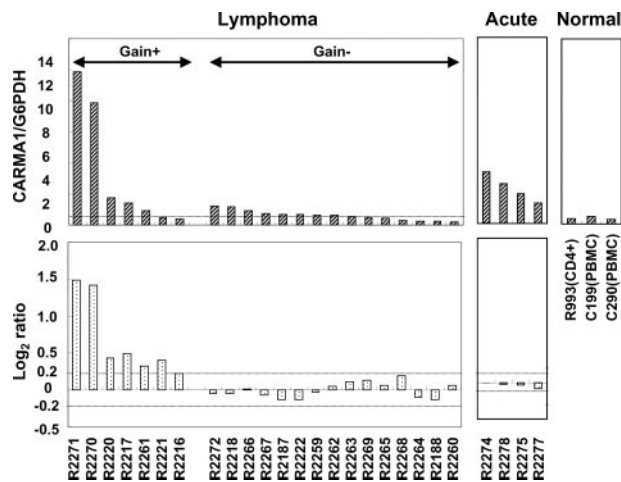 Lymphoma
Acute
Normal
Gain+
Gain-
CARMA1/G6PDH
14
12
10
8
6
4
2
0
Log2 ratio
2.0
1.5
1.0
0.5
0.2
0
-0.2
-0.5
R993(CD4+)
C199(PBMC)
C290(PBMC)
R2271
R2270
R2220
R2217
R2261
R2221
R2216
R2272
R2218
R2266
R2267
R2187
R2222
R2259
R2262
R2263
R2269
R2265
R2268
R2264
R2188
R2260
R2274
R2278
R2275
R2277